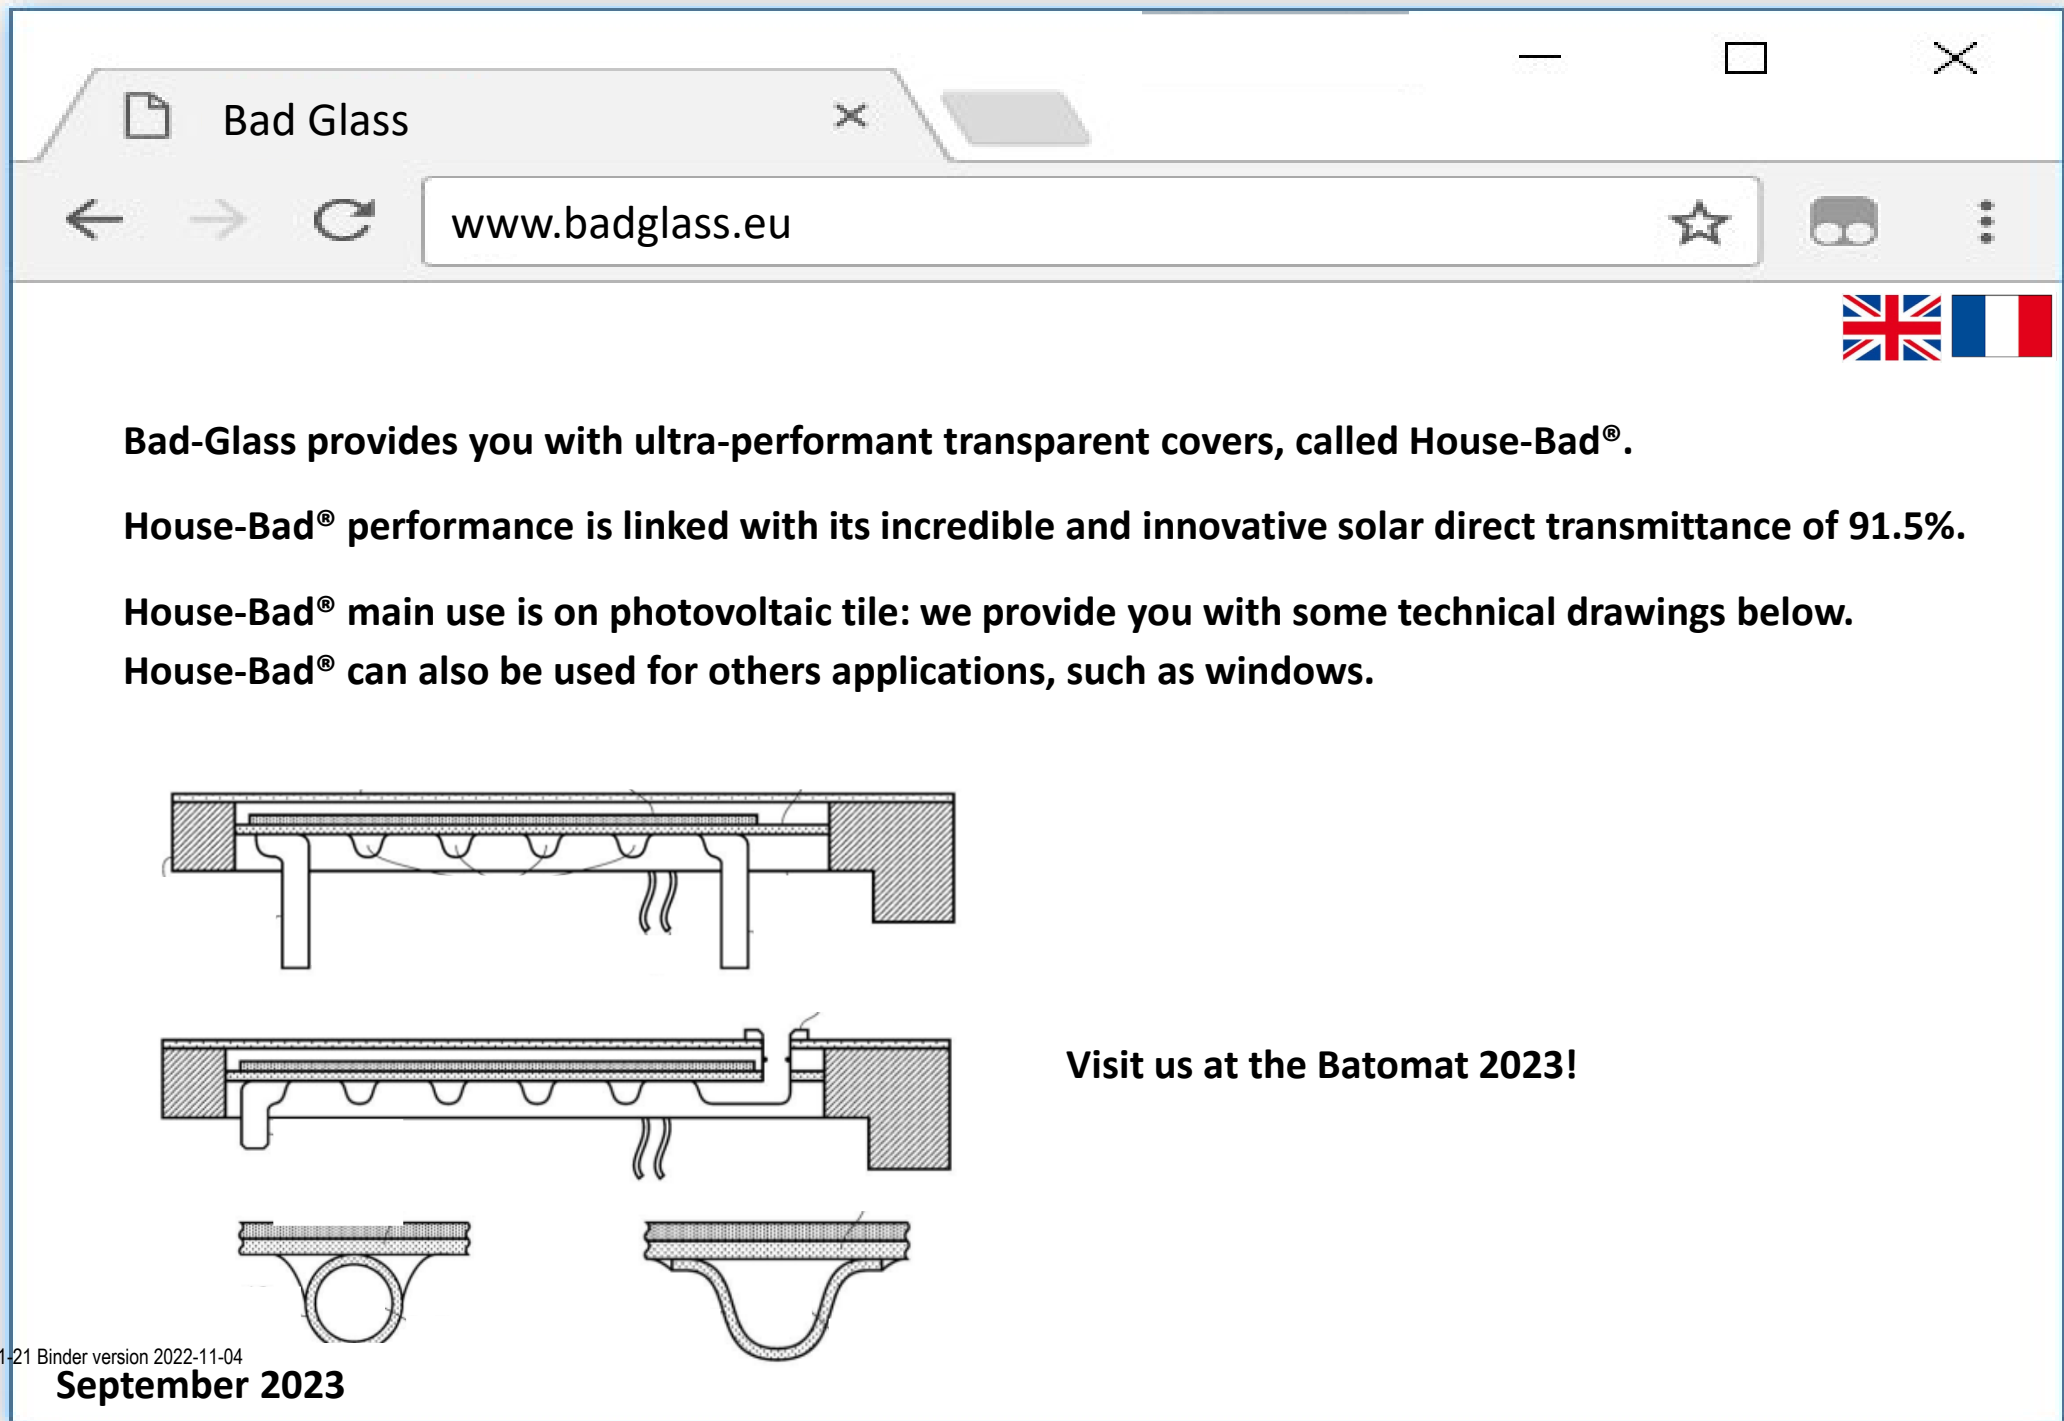 Bad Glass
www.badglass.eu
Bad-Glass provides you with ultra-performant transparent covers, called House-Bad®.
House-Bad® performance is linked with its incredible and innovative solar direct transmittance of 91.5%.
House-Bad® main use is on photovoltaic tile: we provide you with some technical drawings below.
House-Bad® can also be used for others applications, such as windows.
Visit us at the Batomat 2023!
1-21 Binder version 2022-11-04
September 2023